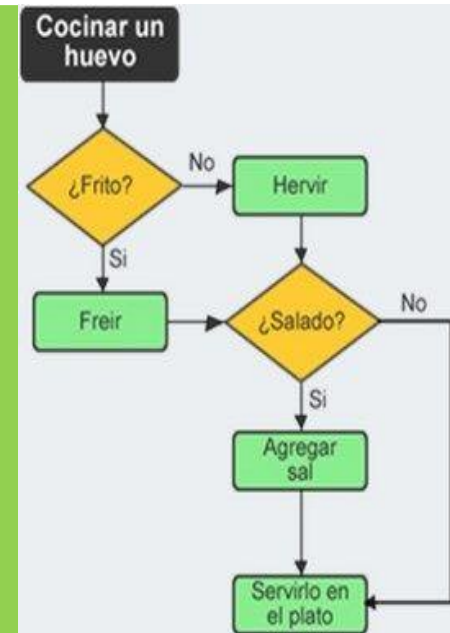 Cocinar un
huevo
¿Frito?
No
Hervir
Si
Freir
¿Salado?
No
Si
Agregar
sal
Servirlo en
el plato